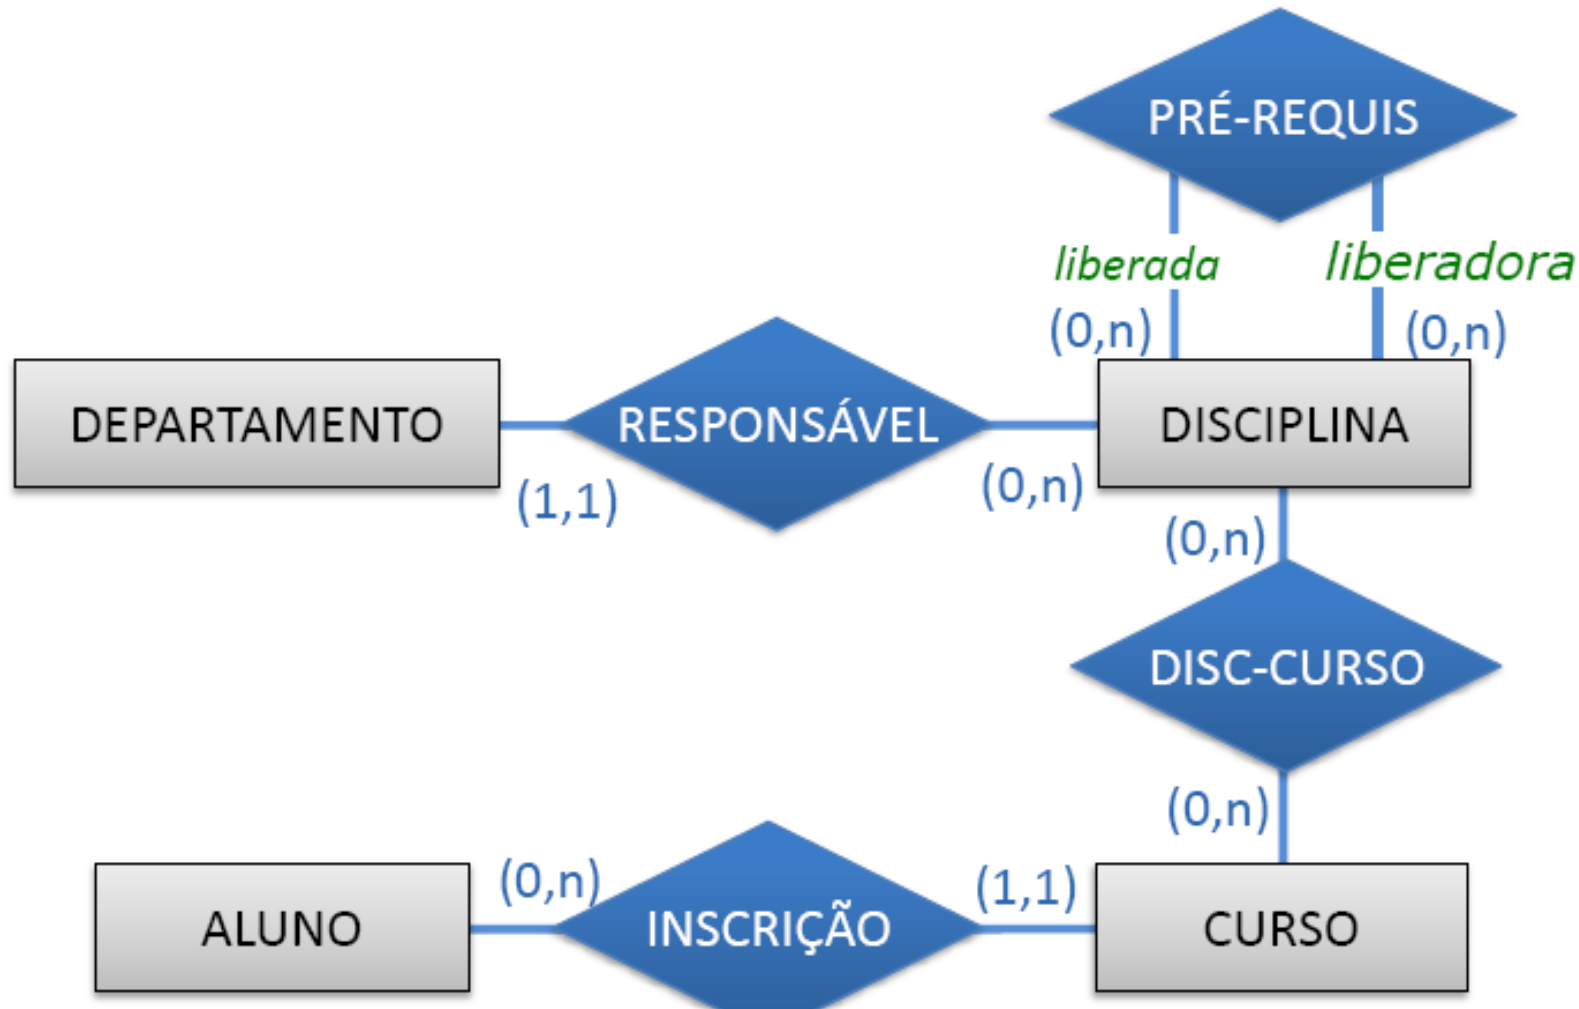 PRÉ-REQUIS
liberada liberadora
(0,n) (0,n)
DEPARTAMENTO RESPONSÁVEL DISCIPLINA
(1,1) (0,n)
(0,n)
DISC-CURSO
(0,n)
(0,n) (1,1)
ALUNO INSCRIÇÃO CURSO